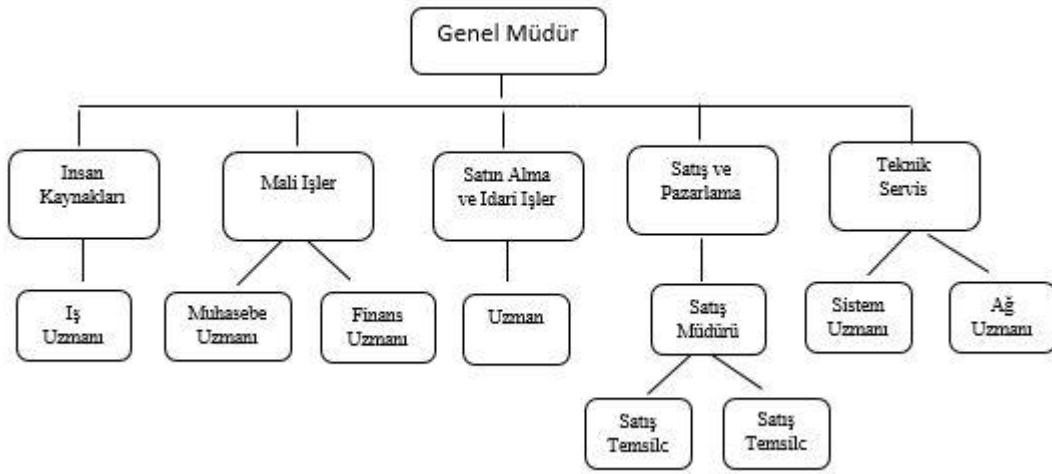 Genel Müdür
Insan
Kaynakları
Mali Işler
Satın Alma
ve Idari Işler
Satış ve
Pazarlama
Teknik
Servis
Iş
Uzmanı
Muhasebe
Uzmanı
Finans
Uzmanı
Uzman
Satış
Müdürü
Sistem
Uzmanı
Ağ
Uzmanı
Satış
Temsilc
Satış
Temsilc